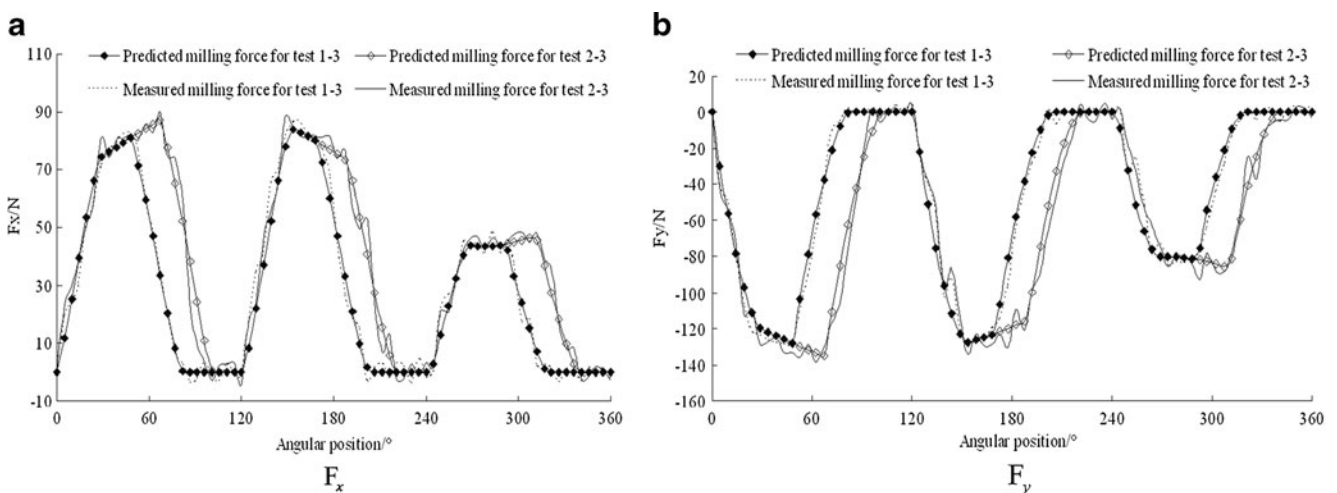 a
Predicted milling force for test 1-3
Predicted milling force for test 2-3
Measured milling force for test 1-3
Measured milling force for test 2-3
110
90
70
50
30
10
-10
Fx/N
0 60 120 180 240 300 360
Angular position/°
Fx
b
Predicted milling force for test 1-3
Predicted milling force for test 2-3
Measured milling force for test 1-3
Measured milling force for test 2-3
20
0
-20
-40
-60
-80
-100
-120
-140
-160
Fy/N
0 60 120 180 240 300 360
Angular position/°
Fy